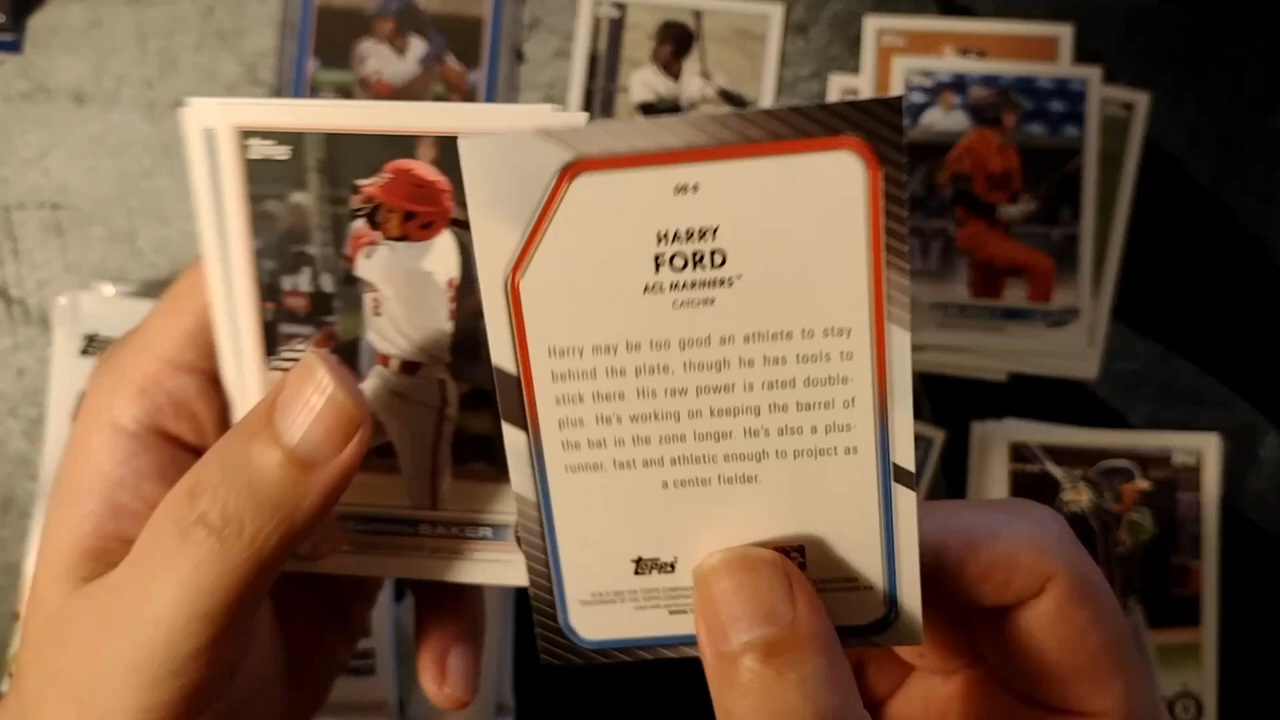 Topps
HARRY
FORD
ACL MARINERS™
CATCHER
Harry may be too good an athlete to stay
behind the plate, though he has tools to
stick there. His raw power is rated double-
plus. He's working on keeping the barrel of
the bat in the zone longer. He's also a plus-
runner, fast and athletic enough to project as
a center fielder.
BAKER
Topps